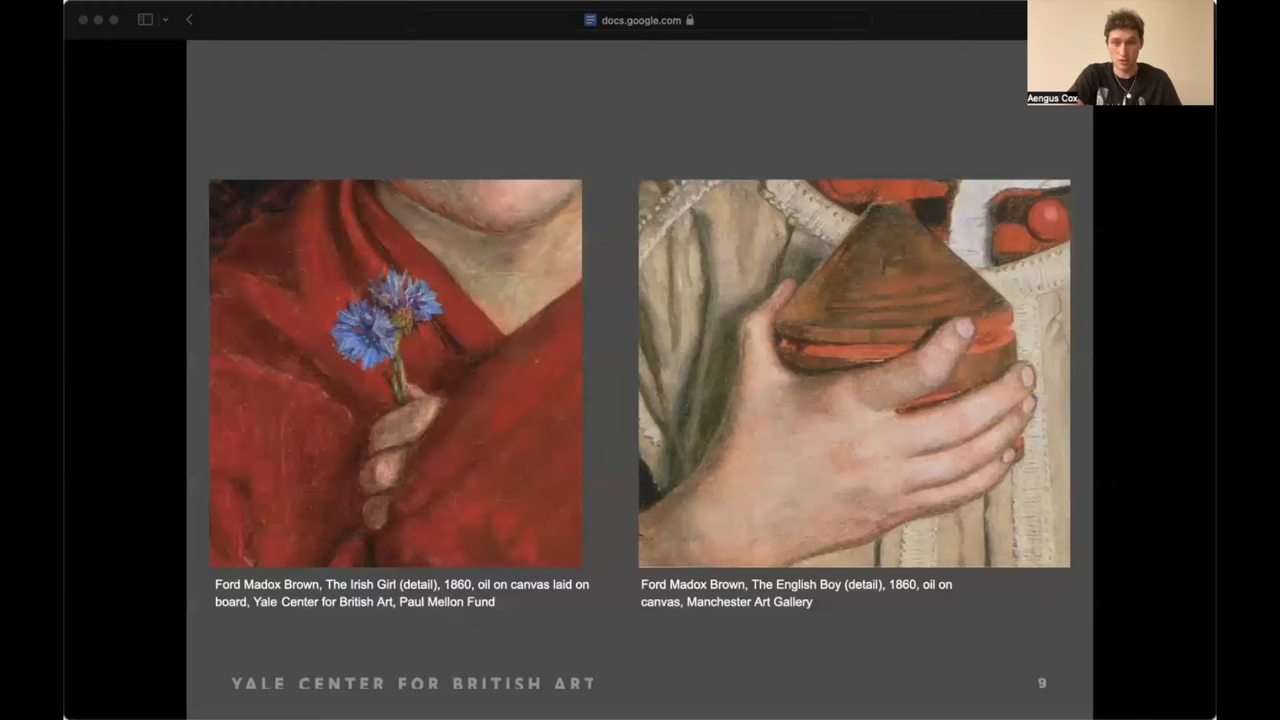 docs.google.com
Aengus Cox
Ford Madox Brown, The Irish Girl (detail), 1860, oil on canvas laid on
board, Yale Center for British Art, Paul Mellon Fund
Ford Madox Brown, The English Boy (detail), 1860, oil on
canvas, Manchester Art Gallery
YALE CENTER FOR BRITISH ART
9